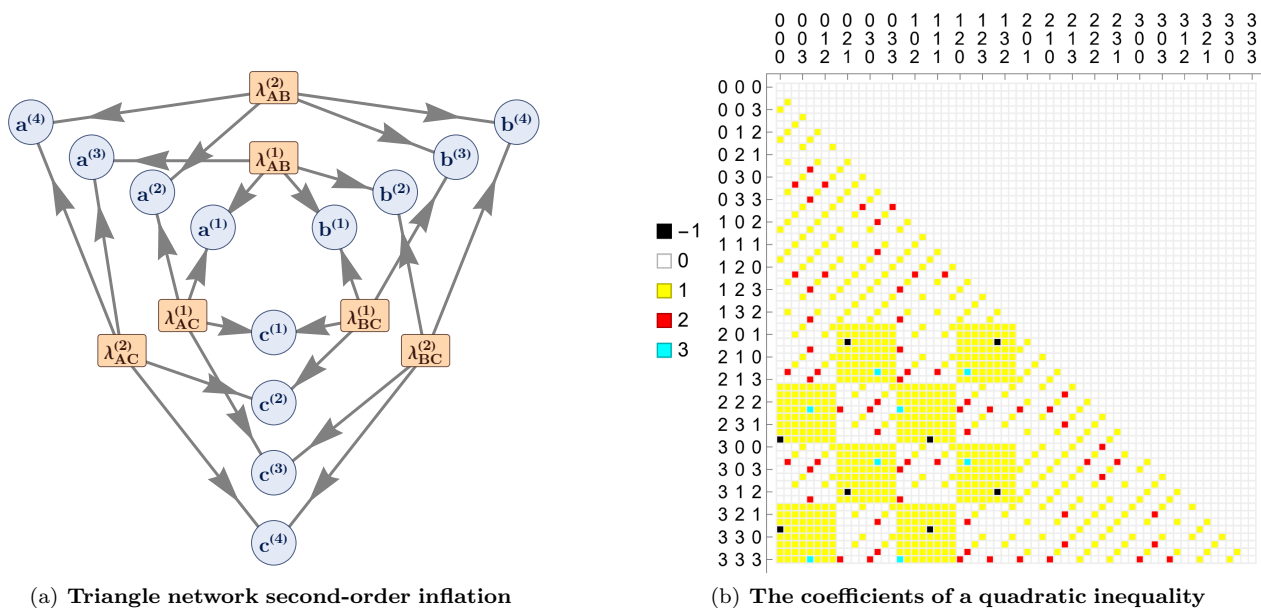 0 0 0 0 0 0 1 1 1 1 1 2 2 2 2 2 3 3 3 3 3 3
0 0 1 2 3 3 0 1 2 2 3 0 1 1 2 3 0 0 1 2 3 3
0 3 2 1 0 3 2 1 0 3 2 1 0 3 2 1 0 3 2 1 0 3
λ_AB^(2)
a^(4)
b^(4)
a^(3)
λ_AB^(1)
b^(3)
a^(2)
b^(2)
a^(1)
b^(1)
λ_AC^(1)
c^(1)
λ_BC^(1)
λ_AC^(2)
λ_BC^(2)
c^(2)
c^(3)
c^(4)
-1
0
1
2
3
0 0 0
0 0 3
0 1 2
0 2 1
0 3 0
0 3 3
1 0 2
1 1 1
1 2 0
1 2 3
1 3 2
2 0 1
2 1 0
2 1 3
2 2 2
2 3 1
3 0 0
3 0 3
3 1 2
3 2 1
3 3 0
3 3 3
(a) Triangle network second-order inflation
(b) The coefficients of a quadratic inequality